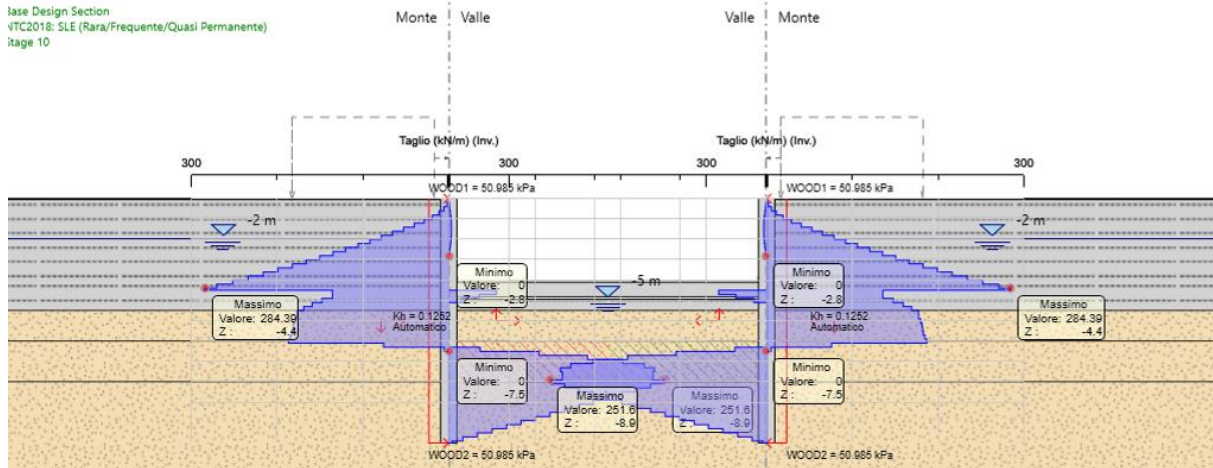 Base Design Section
NTC2018: SLE (Rara/Frequente/Quasi Permanente)
Stage 10
Monte
Valle
Valle
Monte
Taglio (kN/m) (Inv.)
Taglio (kN/m) (Inv.)
300
300
300
300
WOOD1 = 50.985 kPa
WOOD1 = 50.985 kPa
-2 m
-2 m
-5 m
Minimo
Valore: 0
Z : -2.8
Minimo
Valore: 0
Z : -2.8
Massimo
Valore: 284.39
Z : -4.4
Massimo
Valore: 284.39
Z : -4.4
Kh = 0.1252
Automatico
Kh = 0.1252
Automatico
Minimo
Valore: 0
Z : -7.5
Minimo
Valore: 0
Z : -7.5
Massimo
Valore: 251.6
Z : -8.9
Massimo
Valore: 251.6
Z : -8.9
WOOD2 = 50.985 kPa
WOOD2 = 50.985 kPa